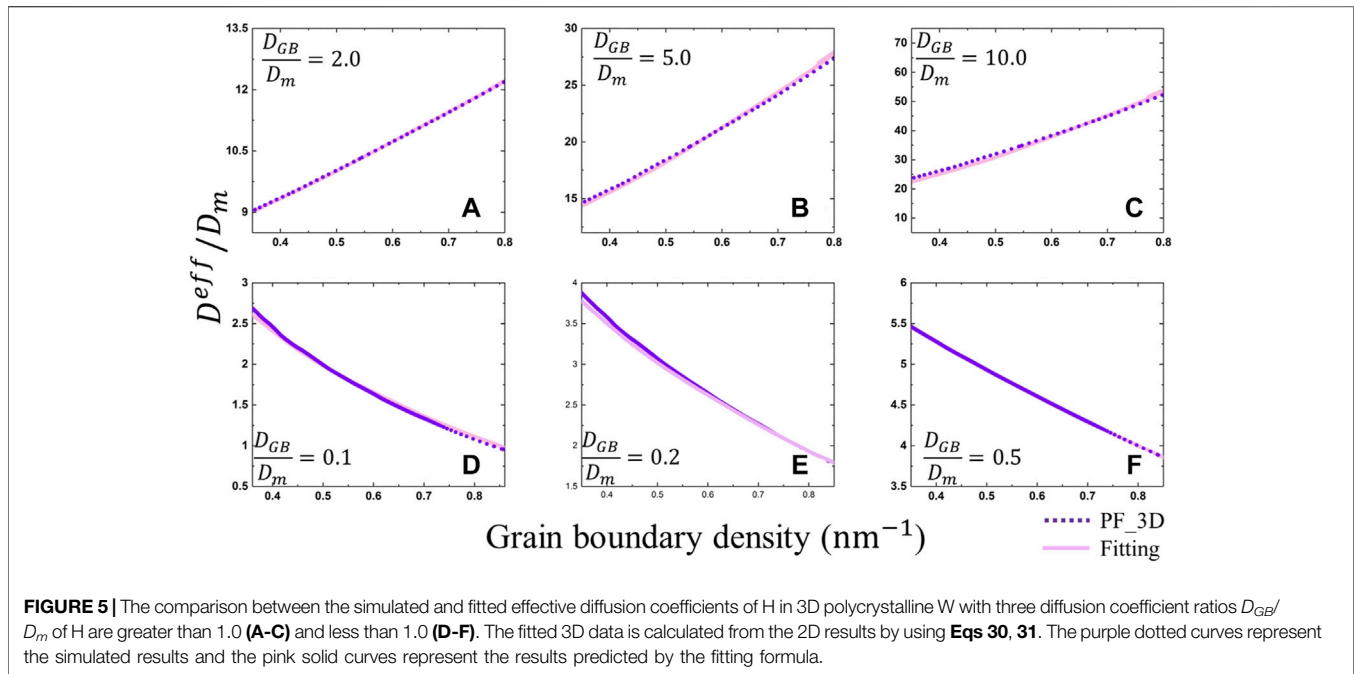 13.5
12
10.5
9
0.4 0.5 0.6 0.7 0.8
D_GB/D_m = 2.0
A
30
25
20
15
0.4 0.5 0.6 0.7 0.8
D_GB/D_m = 5.0
B
70
60
50
40
30
20
10
0.4 0.5 0.6 0.7 0.8
D_GB/D_m = 10.0
C
D^eff/D_m
3
2.5
2
1.5
1
0.5
0.4 0.5 0.6 0.7 0.8
D_GB/D_m = 0.1
D
4
3.5
3
2.5
2
1.5
0.4 0.5 0.6 0.7 0.8
D_GB/D_m = 0.2
E
6
5.5
5
4.5
4
3.5
0.4 0.5 0.6 0.7 0.8
D_GB/D_m = 0.5
F
Grain boundary density (nm⁻¹)
PF_3D
Fitting
FIGURE 5 | The comparison between the simulated and fitted effective diffusion coefficients of H in 3D polycrystalline W with three diffusion coefficient ratios D_GB/
D_m of H are greater than 1.0 (A-C) and less than 1.0 (D-F). The fitted 3D data is calculated from the 2D results by using Eqs 30, 31. The purple dotted curves represent
the simulated results and the pink solid curves represent the results predicted by the fitting formula.